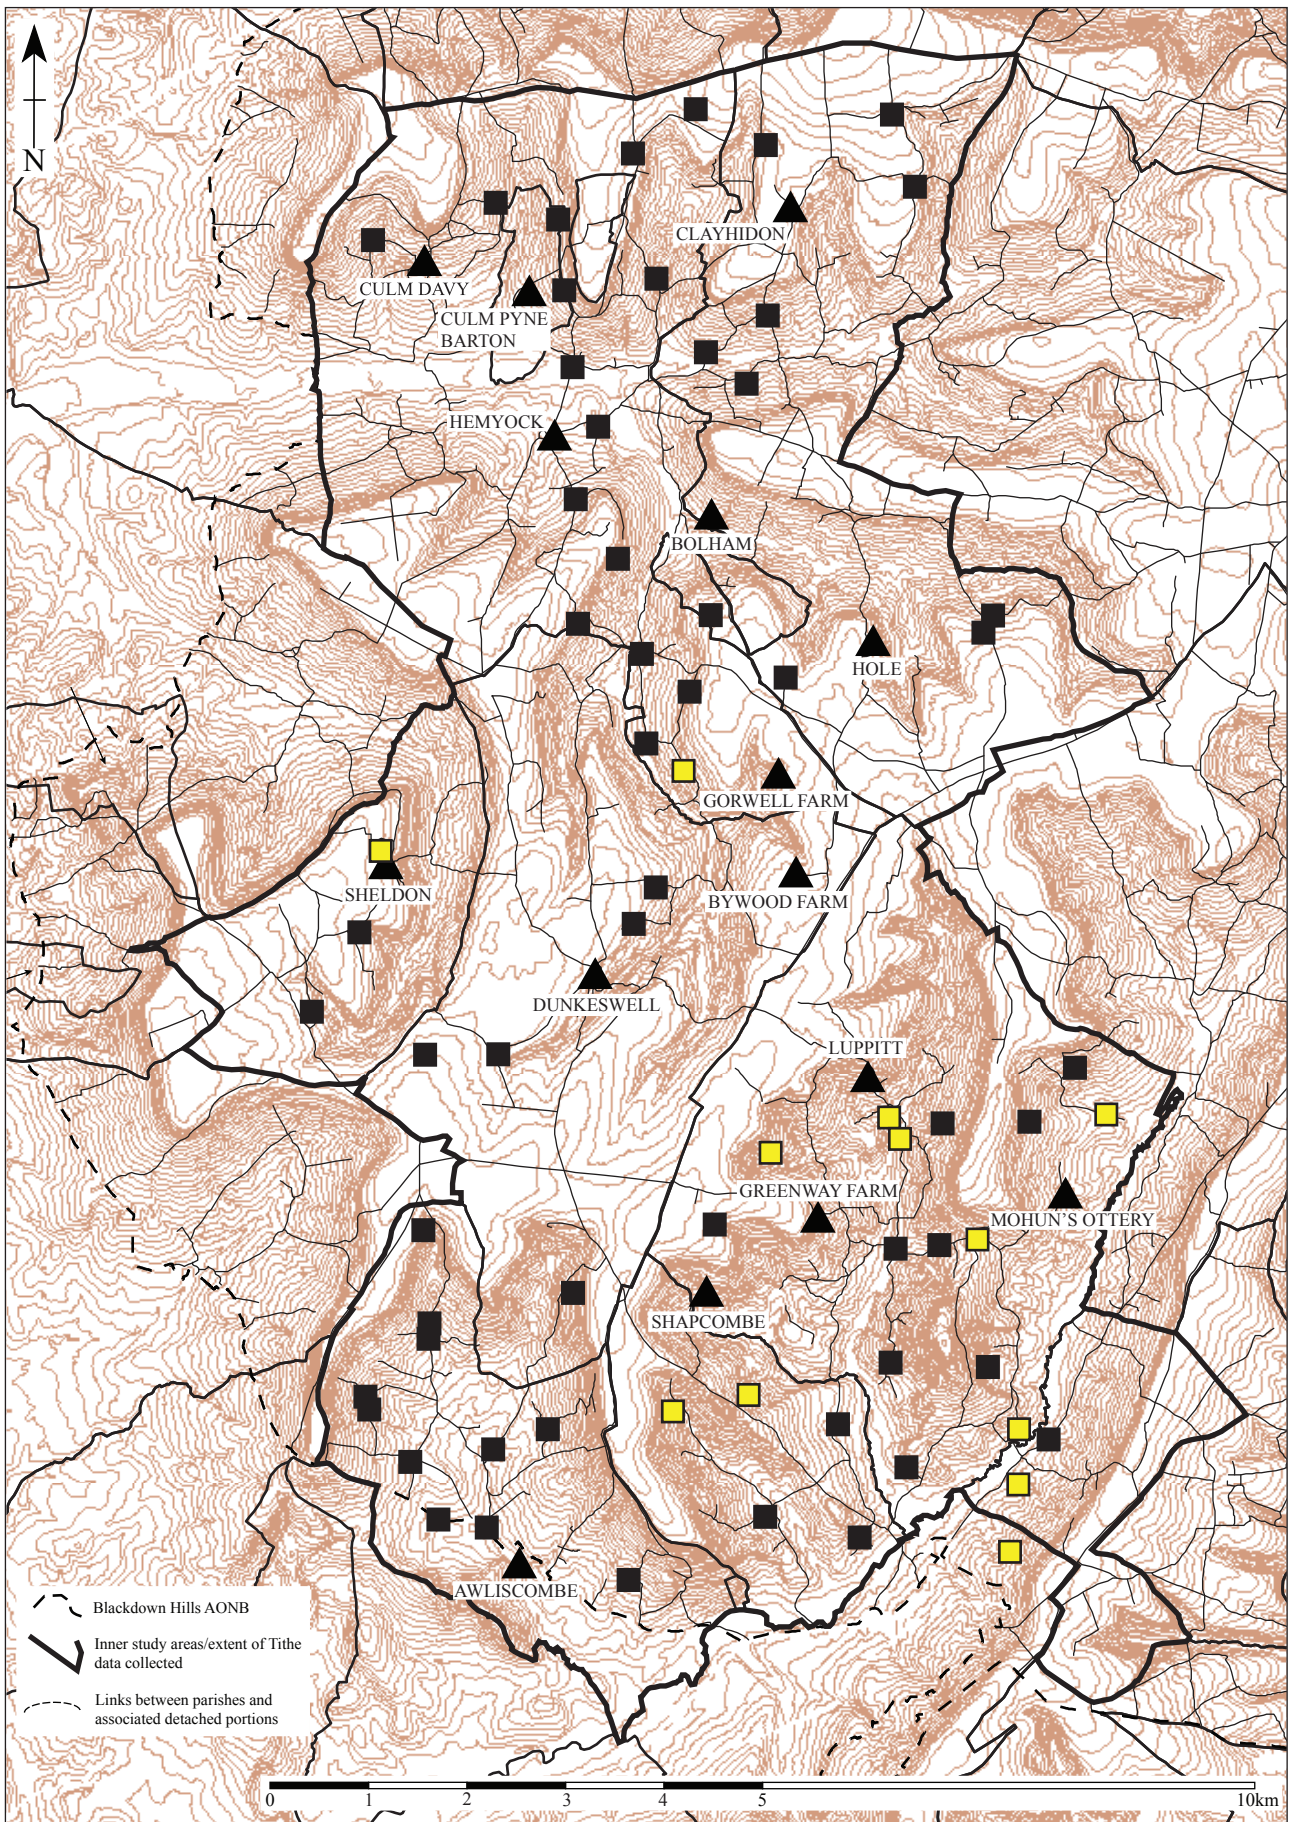 N
CLAYHIDON
CULM DAVY
CULM PYNE
BARTON
HEMYOCK
BOLHAM
HOLE
GORWELL FARM
SHELDON
BYWOOD FARM
DUNKESWELL
LUPPITT
GREENWAY FARM
MOHUN'S OTTERY
SHAPCOMBE
AWLISCOMBE
Blackdown Hills AONB
Inner study areas/extent of Tithe
data collected
Links between parishes and
associated detached portions
0 1 2 3 4 5 10km